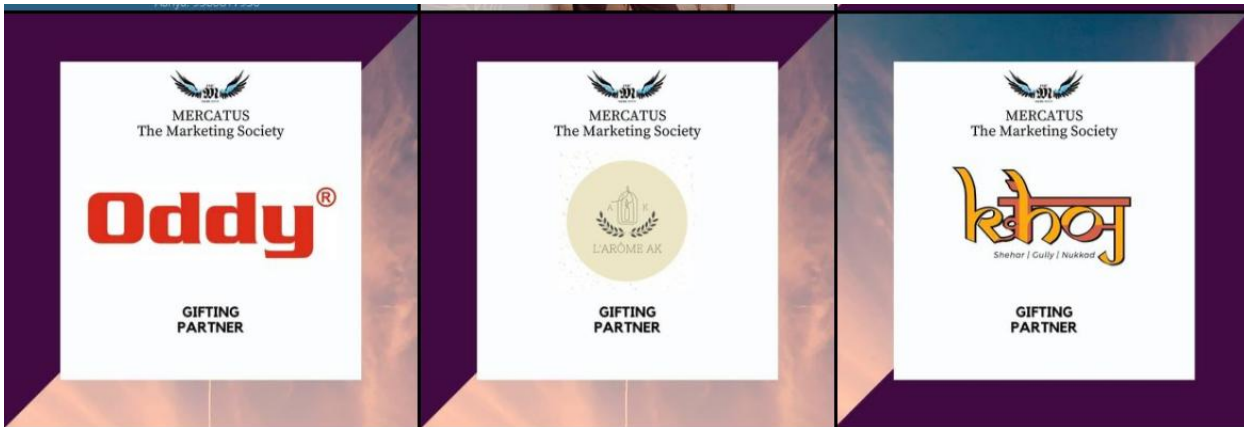 MERCATUS
The Marketing Society
Oddy®
GIFTING
PARTNER
MERCATUS
The Marketing Society
A K
L'ARÔME AK
GIFTING
PARTNER
MERCATUS
The Marketing Society
khoj
Shehar | Gully | Nukkad
GIFTING
PARTNER